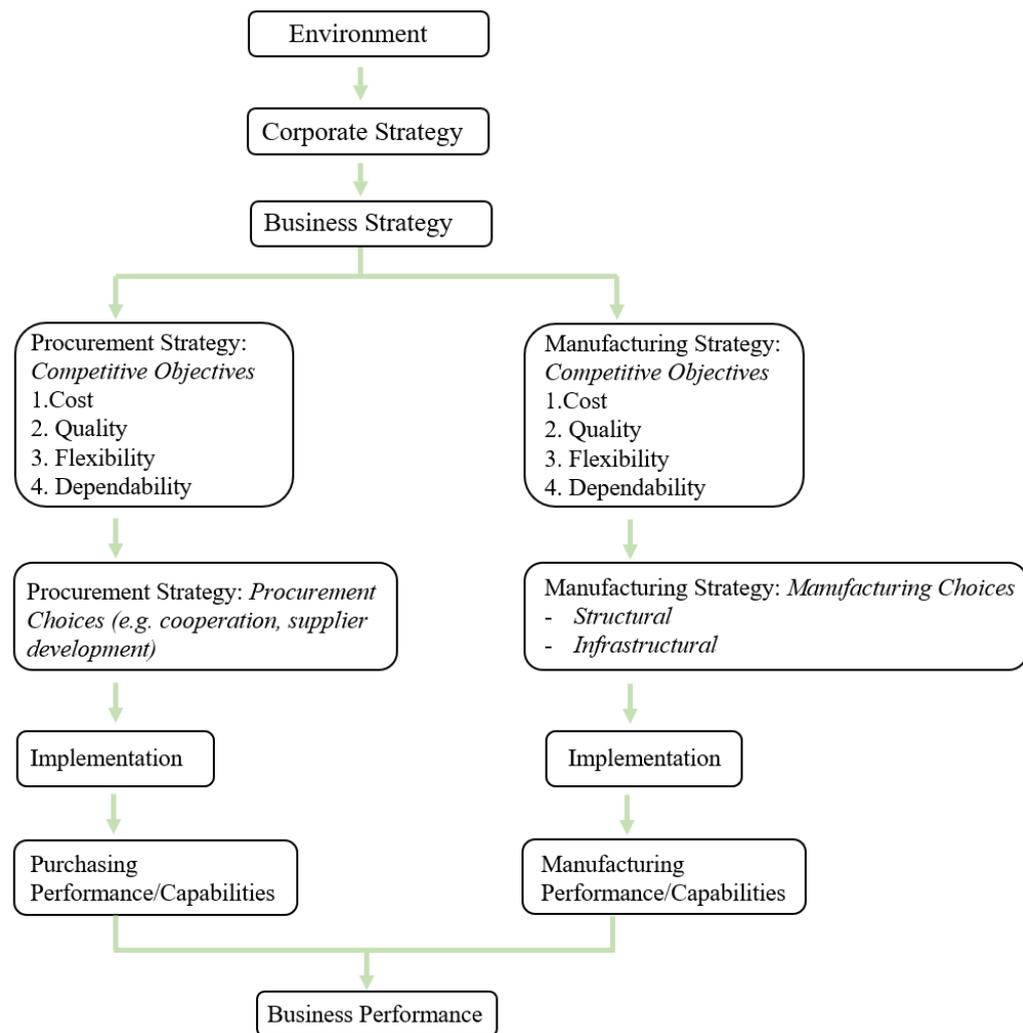 Environment
Corporate Strategy
Business Strategy
Procurement Strategy:
Competitive Objectives
1.Cost
2. Quality
3. Flexibility
4. Dependability
Manufacturing Strategy:
Competitive Objectives
1.Cost
2. Quality
3. Flexibility
4. Dependability
Procurement Strategy: Procurement
Choices (e.g. cooperation, supplier
development)
Manufacturing Strategy: Manufacturing Choices
- Structural
- Infrastructural
Implementation
Implementation
Purchasing
Performance/Capabilities
Manufacturing
Performance/Capabilities
Business Performance